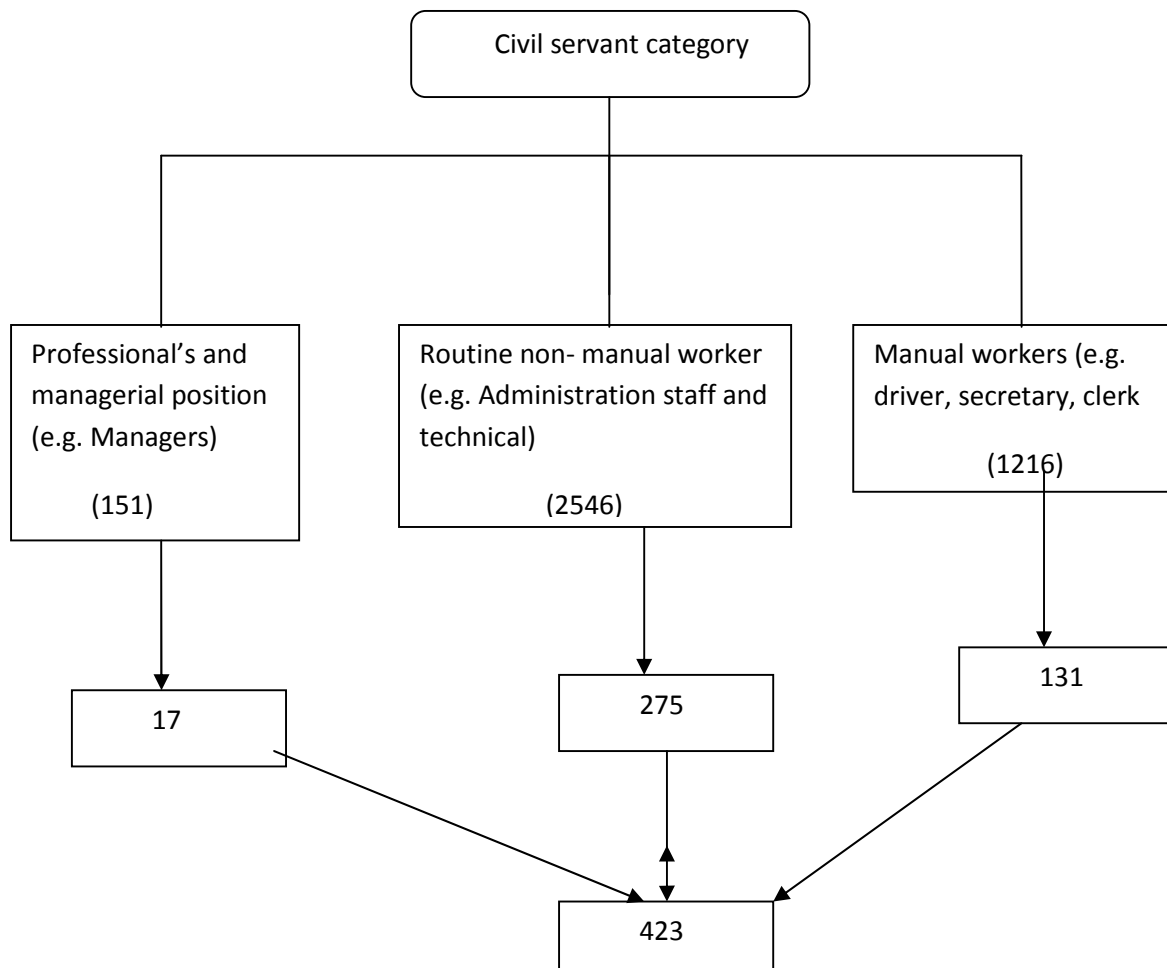 Civil servant category
Professional’s and
managerial position
(e.g. Managers)
(151)
Routine non- manual worker
(e.g. Administration staff and
technical)
(2546)
Manual workers (e.g.
driver, secretary, clerk
(1216)
17
275
131
423